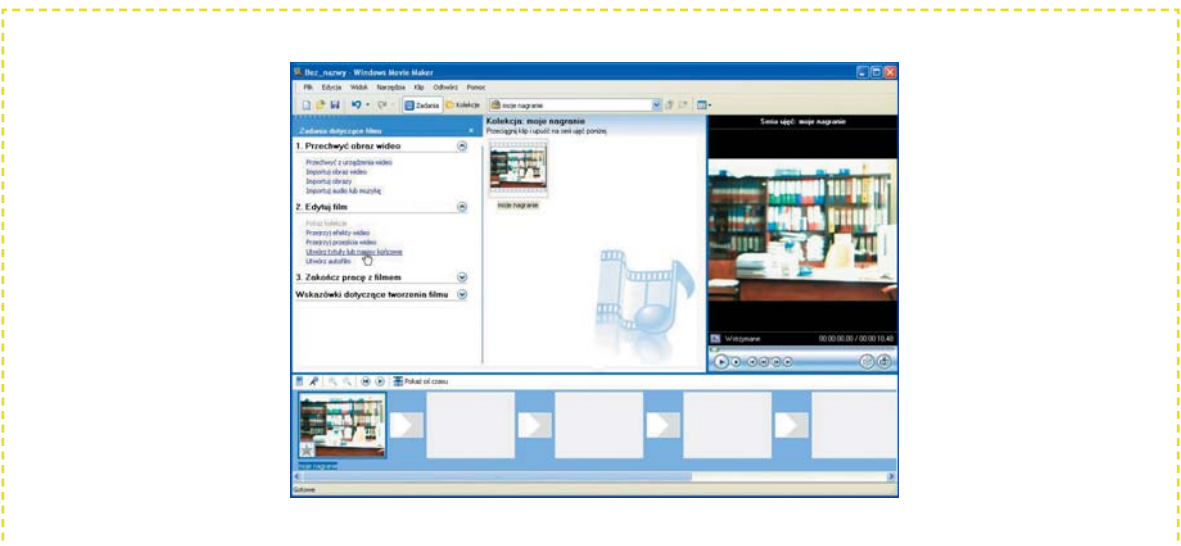 Bez_nazwy - Windows Movie Maker
Plik Edycja Widok Narzędzia Klip Odtwórz Pomoc
Zadania Kolekcje moje nagranie
Zadania dotyczące filmu
1. Przechwyć obraz wideo
Przechwyć z urządzenia wideo
Importuj obraz wideo
Importuj obrazy
Importuj audio lub muzykę
2. Edytuj film
Pokaż kolekcje
Przejrzyj efekty wideo
Przejrzyj przejścia wideo
Utwórz tytuły lub napisy końcowe
Utwórz autofilm
3. Zakończ pracę z filmem
Wskazówki dotyczące tworzenia filmu
Kolekcja: moje nagranie
Przeciągnij klip i upuść na serii ujęć poniżej.
moje nagranie
Seria ujęć: moje nagranie
Wstrzymane 00:00:00,00 / 00:00:10,48
Pokaż oś czasu
moje nagranie
Gotowe